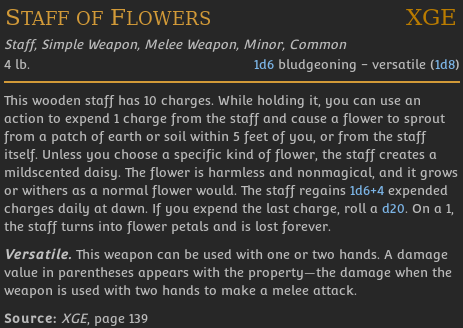 Staff of Flowers XGE
Staff, Simple Weapon, Melee Weapon, Minor, Common
4 lb. 1d6 bludgeoning – versatile (1d8)
This wooden staff has 10 charges. While holding it, you can use an
action to expend 1 charge from the staff and cause a flower to sprout
from a patch of earth or soil within 5 feet of you, or from the staff
itself. Unless you choose a specific kind of flower, the staff creates a
mildscented daisy. The flower is harmless and nonmagical, and it grows
or withers as a normal flower would. The staff regains 1d6+4 expended
charges daily at dawn. If you expend the last charge, roll a d20. On a 1,
the staff turns into flower petals and is lost forever.
Versatile. This weapon can be used with one or two hands. A damage
value in parentheses appears with the property—the damage when the
weapon is used with two hands to make a melee attack.
Source: XGE, page 139